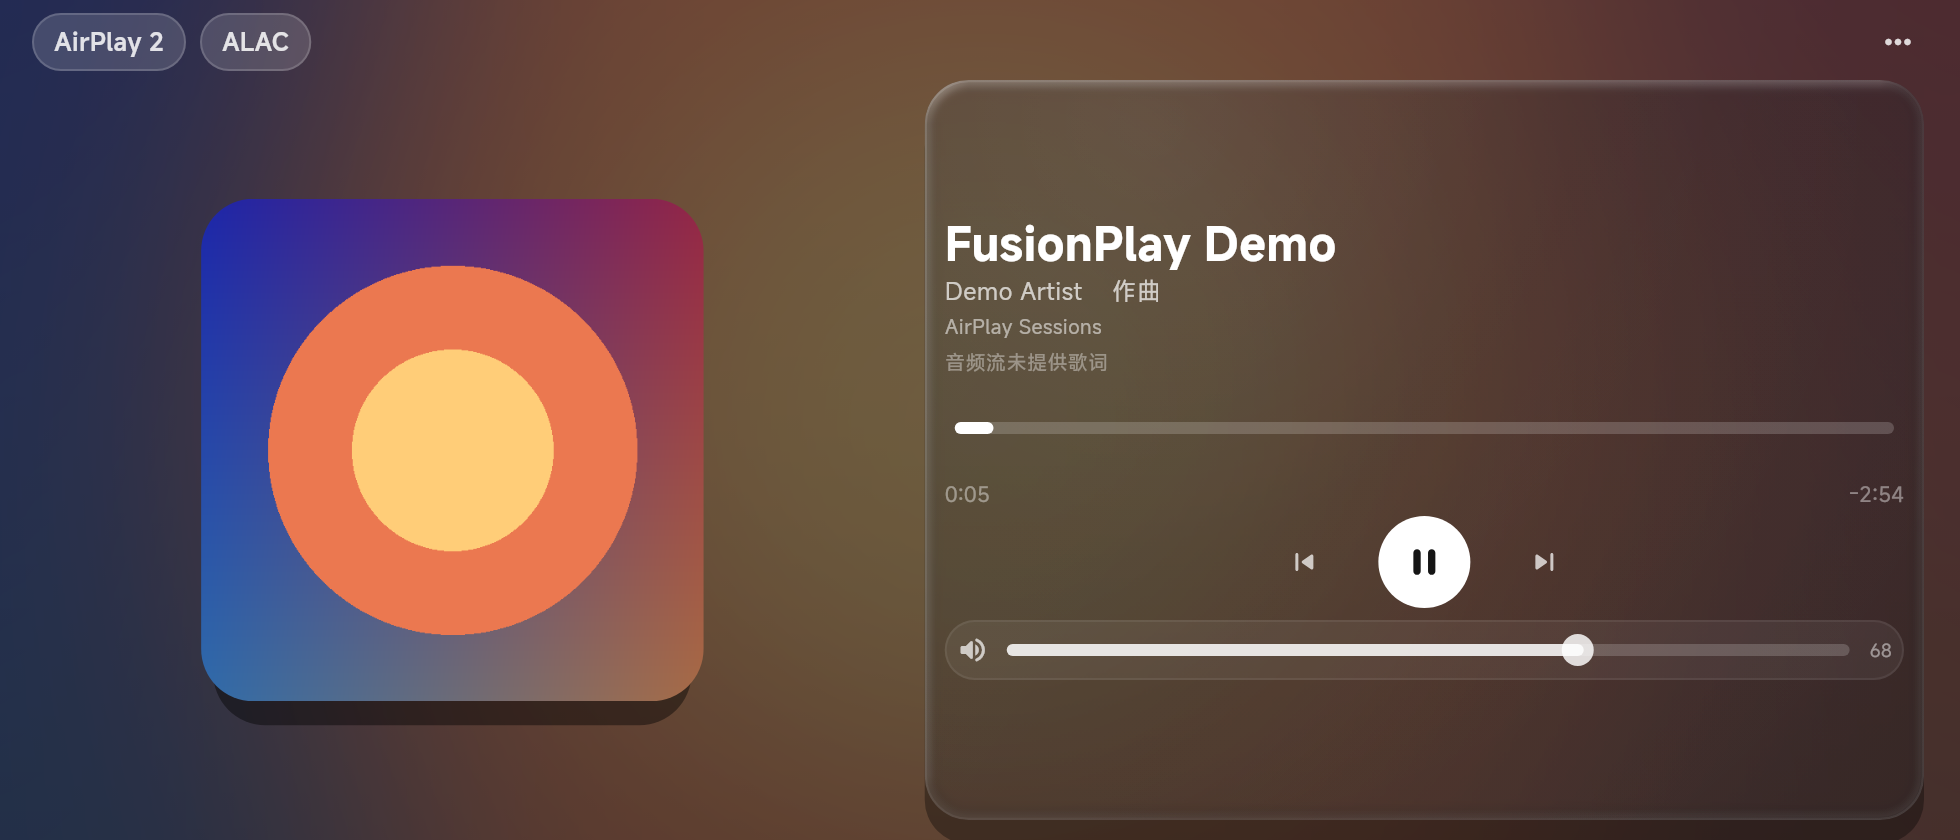 AirPlay 2 ALAC
FusionPlay Demo
Demo Artist 作曲
AirPlay Sessions
音频流未提供歌词
0:05 -2:54
68